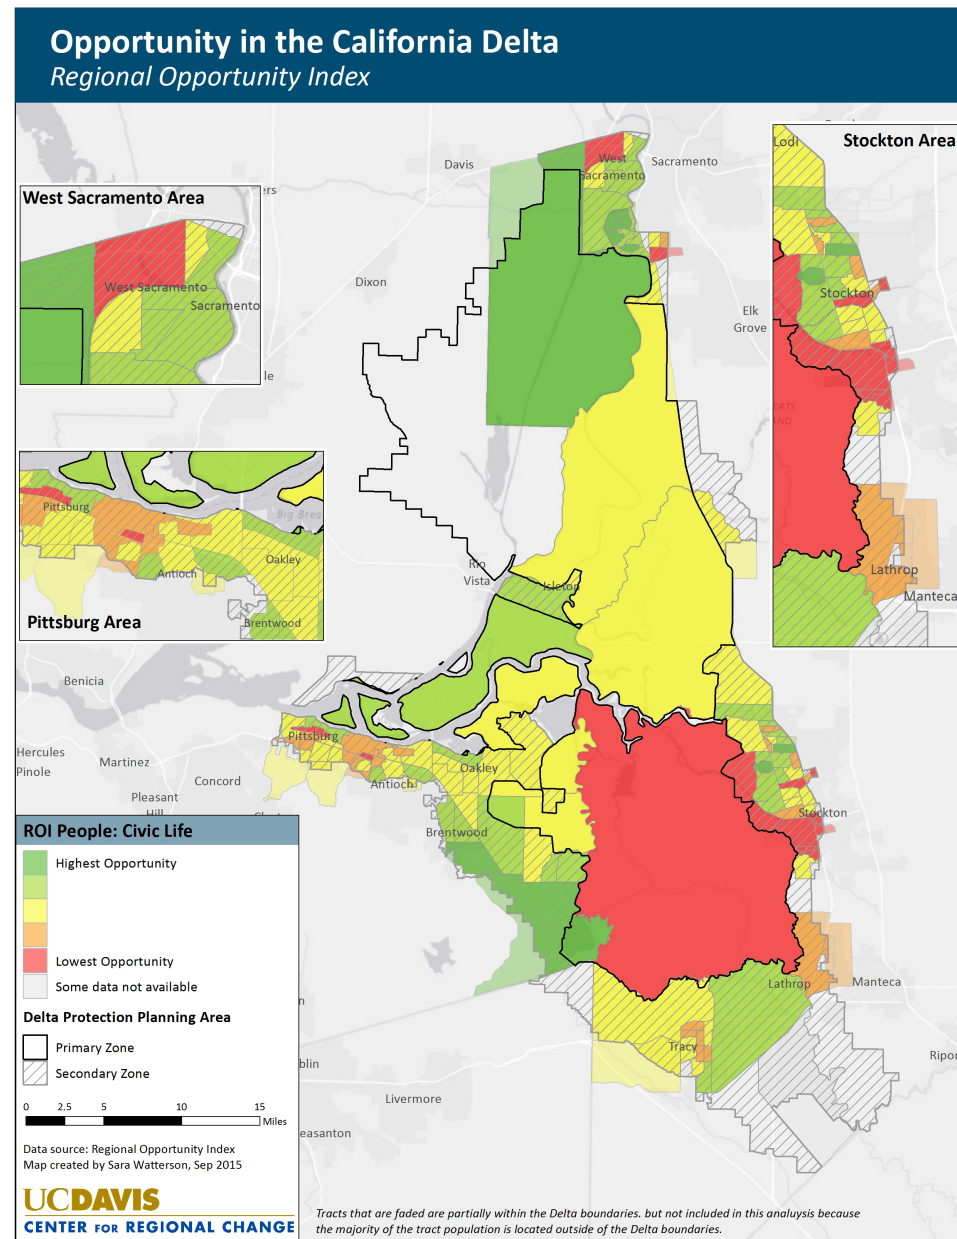 Opportunity in the California Delta
Regional Opportunity Index
Stockton Area
Lodi
Stockton
Lathrop
Manteca
West Sacramento Area
West Sacramento
Sacramento
Davis
West
Sacramento
Sacramento
Dixon
Elk
Grove
Pittsburg
Big Brea
Oakley
Antioch
Brentwood
Pittsburg Area
Rio
Vista
Isleton
Benicia
Hercules
Pinole
Martinez
Concord
Pleasant
Hill
Pittsburg
Antioch
Oakley
Brentwood
Stockton
Lathrop
Manteca
Tracy
Ripon
Livermore
easanton
blin
ROI People: Civic Life
Highest Opportunity
Lowest Opportunity
Some data not available
Delta Protection Planning Area
Primary Zone
Secondary Zone
0 2.5 5 10 15
Miles
Data source: Regional Opportunity Index
Map created by Sara Watterson, Sep 2015
UCDAVIS
CENTER FOR REGIONAL CHANGE
Tracts that are faded are partially within the Delta boundaries. but not included in this analuysis because
the majority of the tract population is located outside of the Delta boundaries.